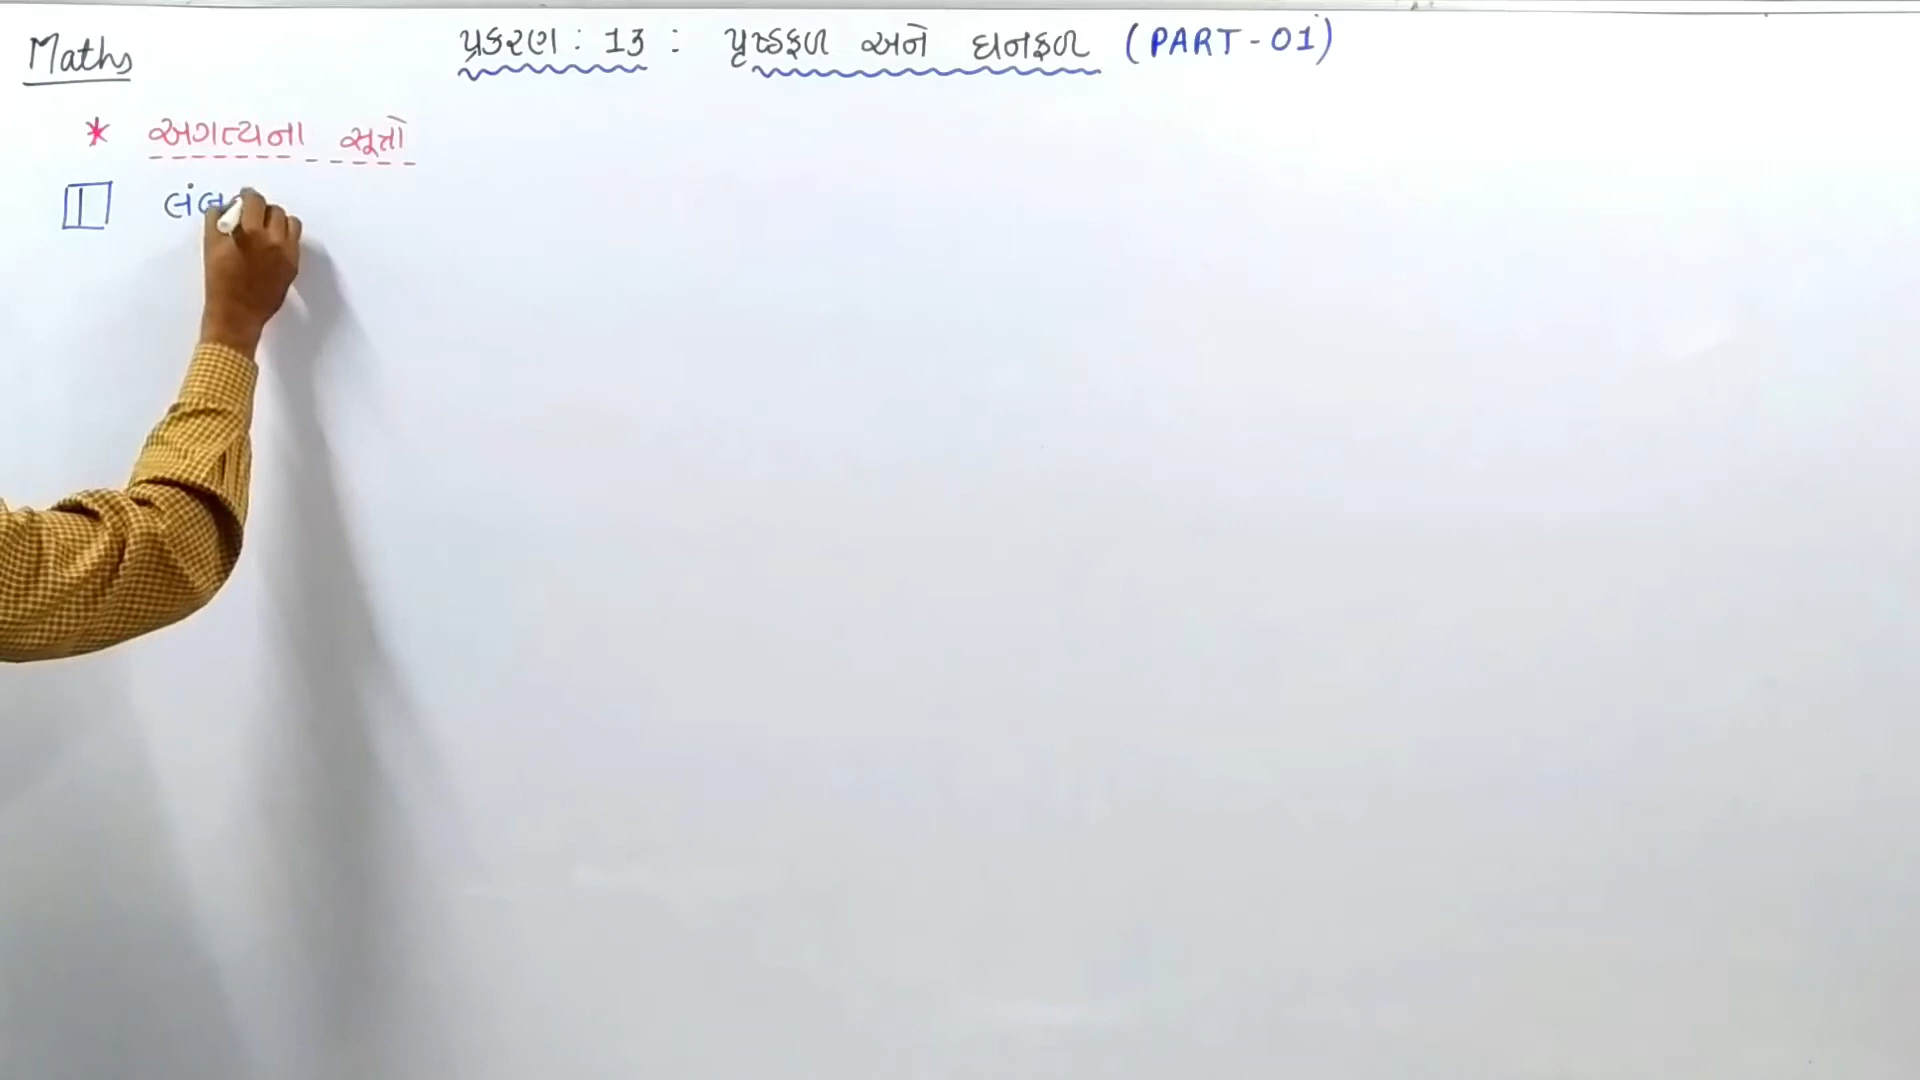 Maths
પ્રકરણ : 13 : પૃષ્ઠફળ અને ઘનફળ (PART-01)
* અગત્યના સૂત્રો
1 લંબ